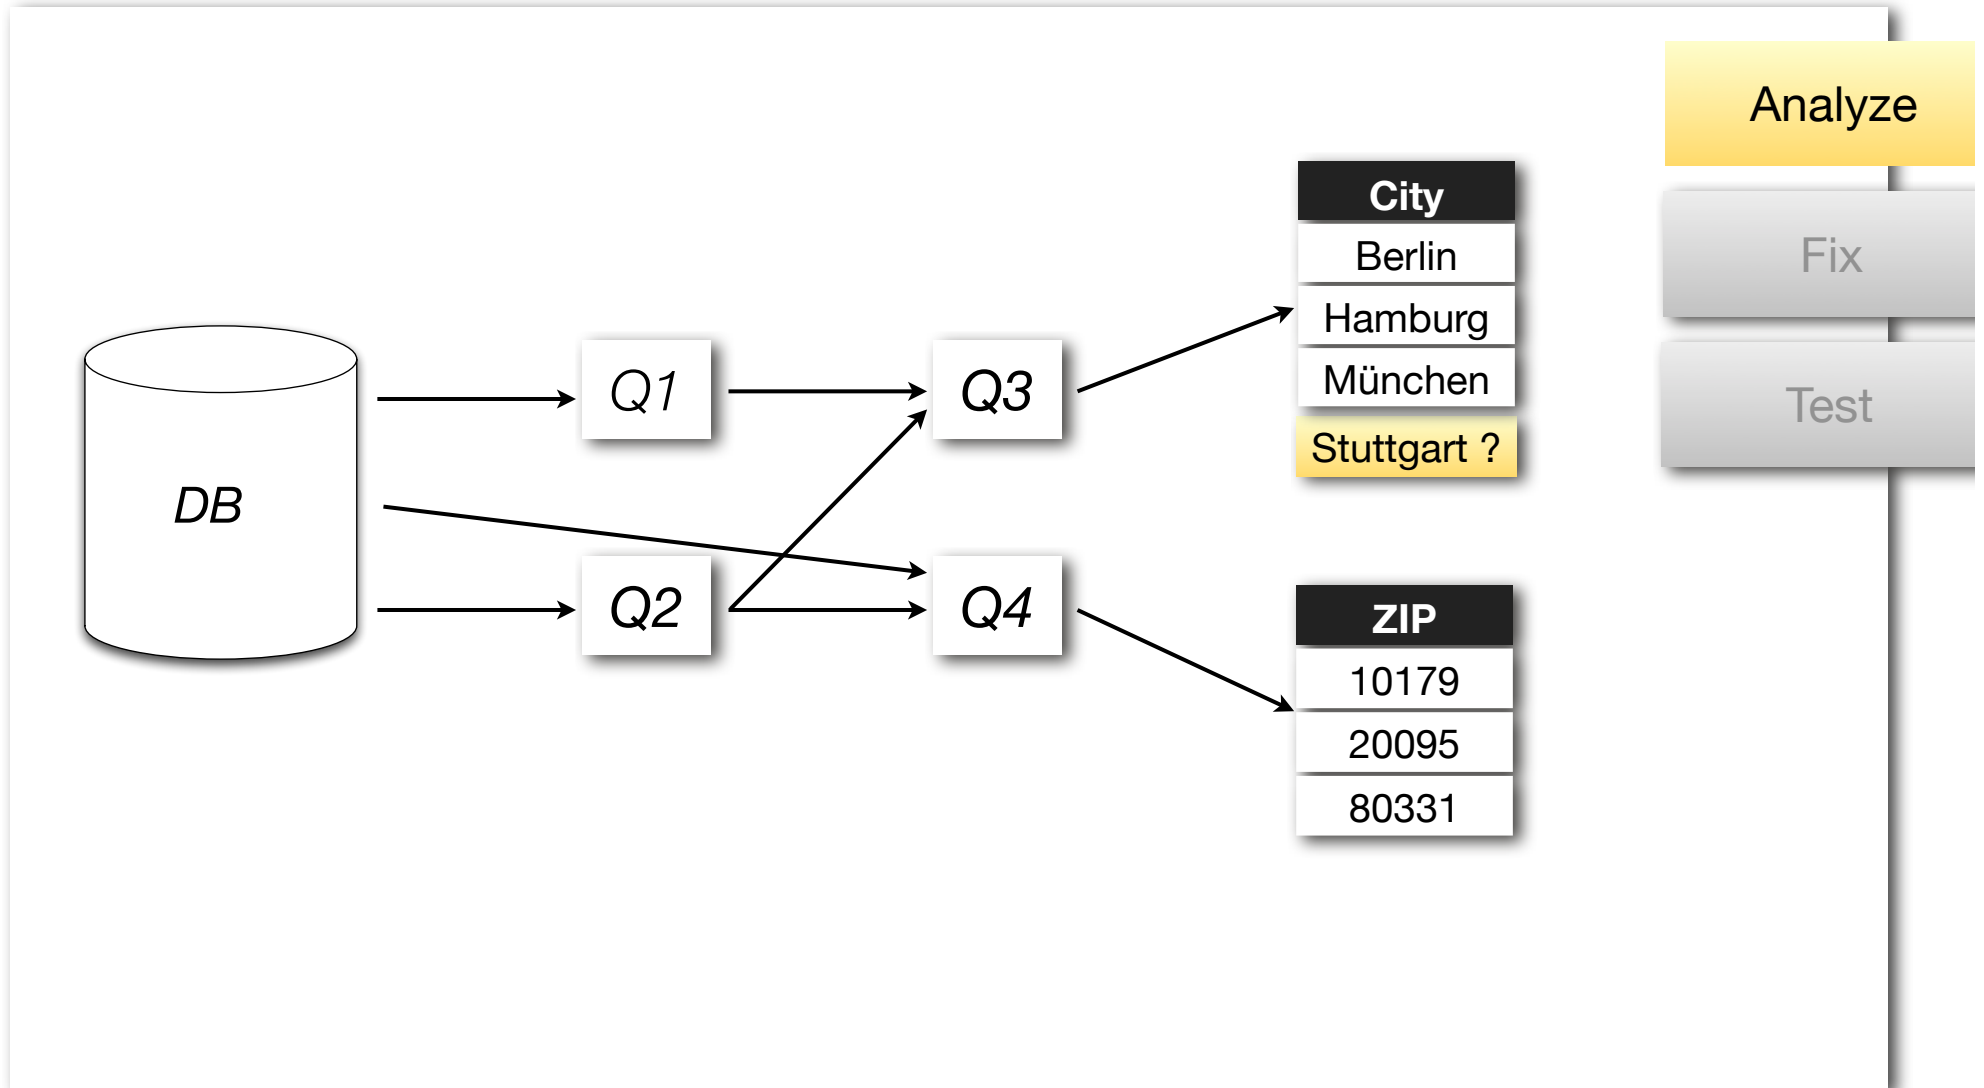 Analyze
Fix
Test
DB
Q1
Q2
Q3
Q4
City
Berlin
Hamburg
München
Stuttgart ?
ZIP
10179
20095
80331